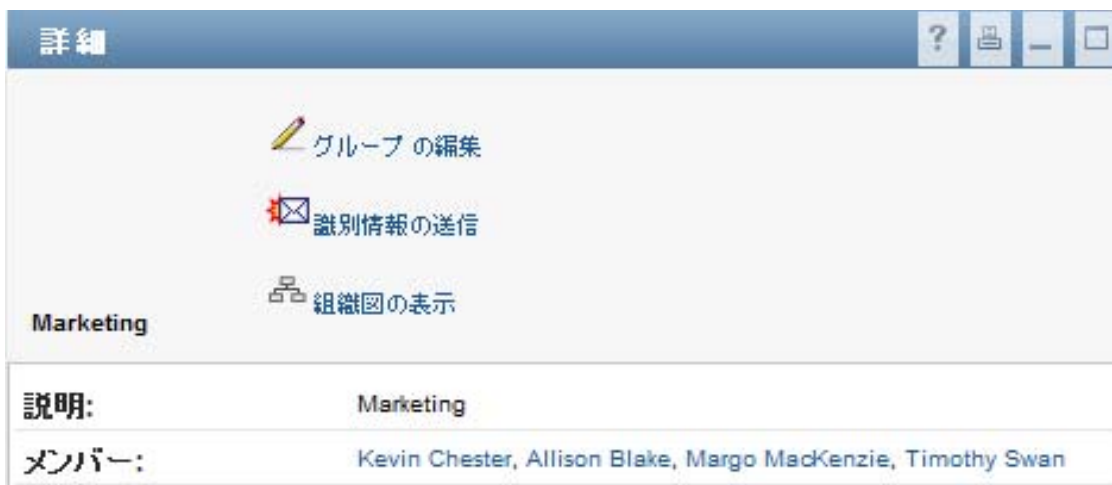 詳細 ?
グループ の編集
識別情報の送信
組織図の表示
Marketing
説明: Marketing
メンバー: Kevin Chester, Allison Blake, Margo MacKenzie, Timothy Swan